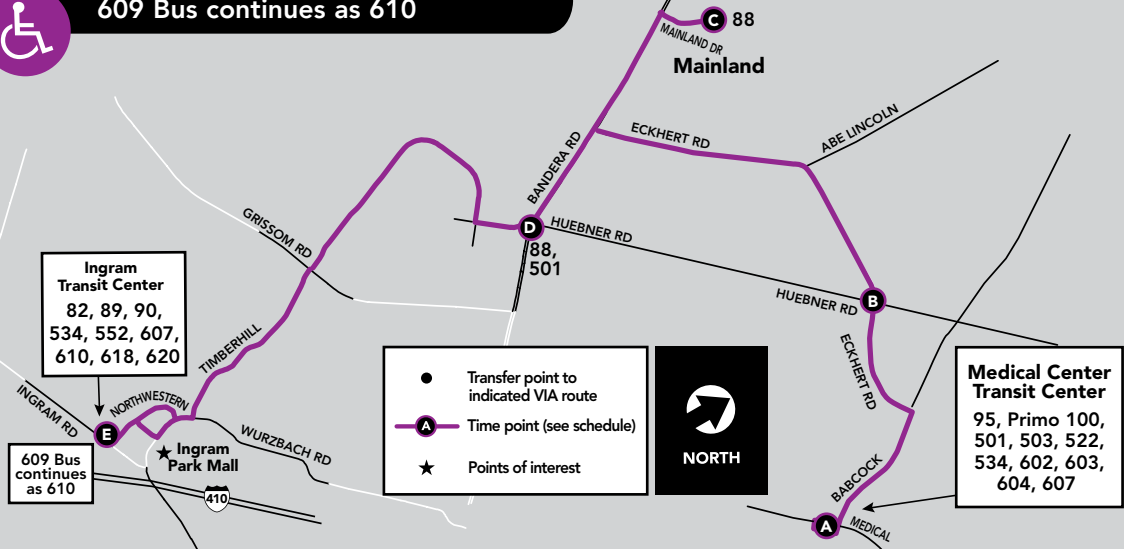 609 Bus continues as 610
C 88
MAINLAND DR
Mainland
ECKHERT RD
ABE LINCOLN
BANDERA RD
GRISSOM RD
D
HUEBNER RD
88,
501
Ingram
Transit Center
82, 89, 90,
534, 552, 607,
610, 618, 620
HUEBNER RD
B
ECKHERT RD
TIMBERHILL
NORTHWESTERN
INGRAM RD
E
Ingram
Park Mall
WURZBACH RD
609 Bus
continues
as 610
410
Transfer point to
indicated VIA route
A Time point (see schedule)
Points of interest
NORTH
Medical Center
Transit Center
95, Primo 100,
501, 503, 522,
534, 602, 603,
604, 607
BABCOCK
A
MEDICAL